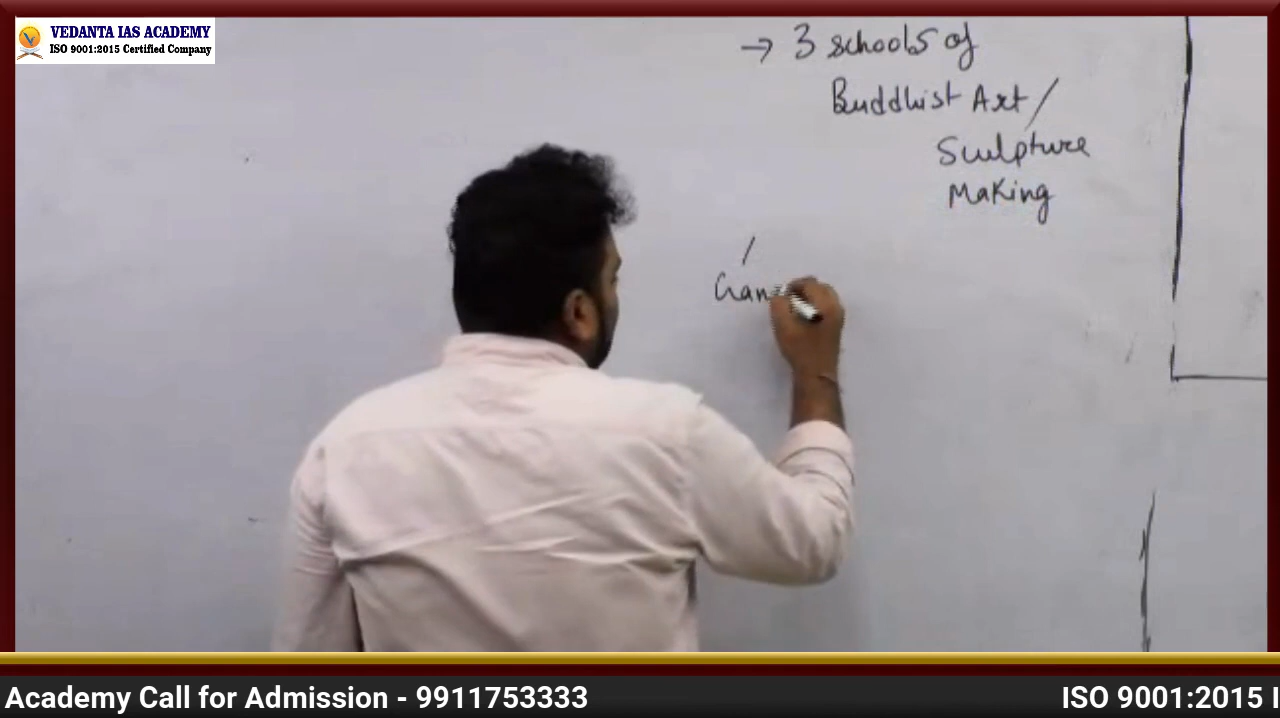 VEDANTA IAS ACADEMY
ISO 9001:2015 Certified Company
→ 3 schools of
Buddhist Art/
Sculpture
Making
Gan
Academy Call for Admission - 9911753333
ISO 9001:2015 I